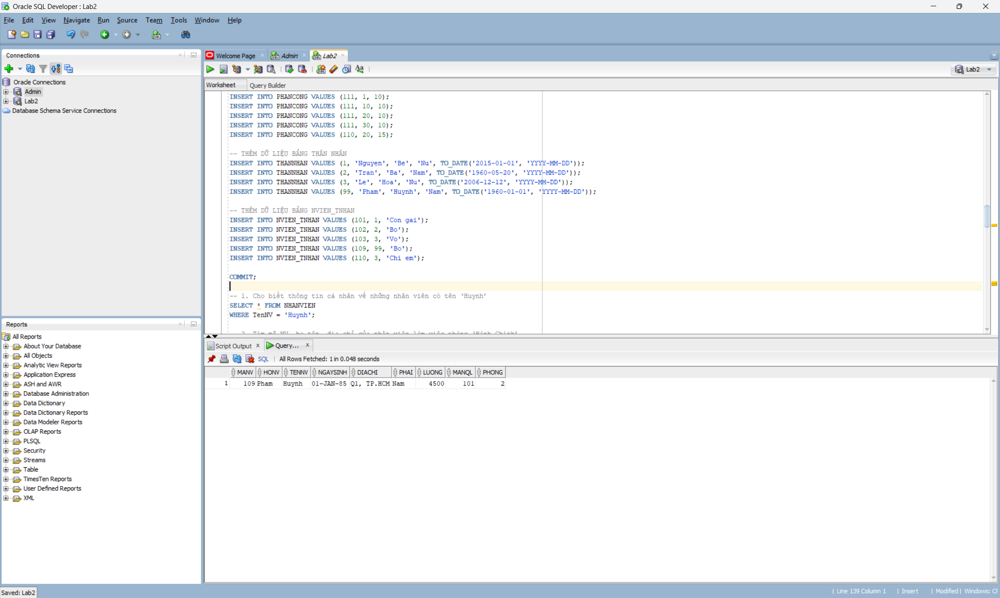 Oracle SQL Developer : Lab2
File Edit View Navigate Run Source Team Tools Window Help
Connections
Oracle Connections
Admin
Lab2
Database Schema Service Connections
Reports
All Reports
About Your Database
All Objects
Analytic View Reports
Application Express
ASH and AWR
Database Administration
Data Dictionary
Data Dictionary Reports
Data Modeler Reports
OLAP Reports
PLSQL
Security
Streams
Table
TimesTen Reports
User Defined Reports
XML
Welcome Page Admin Lab2
Lab2
Worksheet Query Builder
INSERT INTO PHANCONG VALUES (111, 1, 10);
INSERT INTO PHANCONG VALUES (111, 10, 10);
INSERT INTO PHANCONG VALUES (111, 20, 10);
INSERT INTO PHANCONG VALUES (111, 30, 10);
INSERT INTO PHANCONG VALUES (110, 20, 15);
-- THÊM DỮ LIỆU BẢNG THÂN NHÂN
INSERT INTO THANNHAN VALUES (1, 'Nguyen', 'Be', 'Nu', TO_DATE('2015-01-01', 'YYYY-MM-DD'));
INSERT INTO THANNHAN VALUES (2, 'Tran', 'Ba', 'Nam', TO_DATE('1960-05-20', 'YYYY-MM-DD'));
INSERT INTO THANNHAN VALUES (3, 'Le', 'Hoa', 'Nu', TO_DATE('2006-12-12', 'YYYY-MM-DD'));
INSERT INTO THANNHAN VALUES (99, 'Pham', 'Huynh', 'Nam', TO_DATE('1960-01-01', 'YYYY-MM-DD'));
-- THÊM DỮ LIỆU BẢNG NVIEN_TNHAN
INSERT INTO NVIEN_TNHAN VALUES (101, 1, 'Con gai');
INSERT INTO NVIEN_TNHAN VALUES (102, 2, 'Bo');
INSERT INTO NVIEN_TNHAN VALUES (103, 3, 'Vo');
INSERT INTO NVIEN_TNHAN VALUES (109, 99, 'Bo');
INSERT INTO NVIEN_TNHAN VALUES (110, 3, 'Chi em');
COMMIT;
-- 1. Cho biết thông tin cá nhân về những nhân viên có tên ‘Huynh’
SELECT * FROM NHANVIEN
WHERE TenNV = 'Huynh';
2. Tìm mã NV, họ tên, địa chỉ của nhân viên làm việc phòng ‘Hành Chính’
Script Output Query...
SQL All Rows Fetched: 1 in 0.048 seconds
MANV HONV TENNV NGAYSINH DIACHI PHAI LUONG MANQL PHONG
1 109 Pham Huynh 01-JAN-85 Q1, TP.HCM Nam 4500 101 2
Saved: Lab2
Line 139 Column 1 Insert Modified Windows: